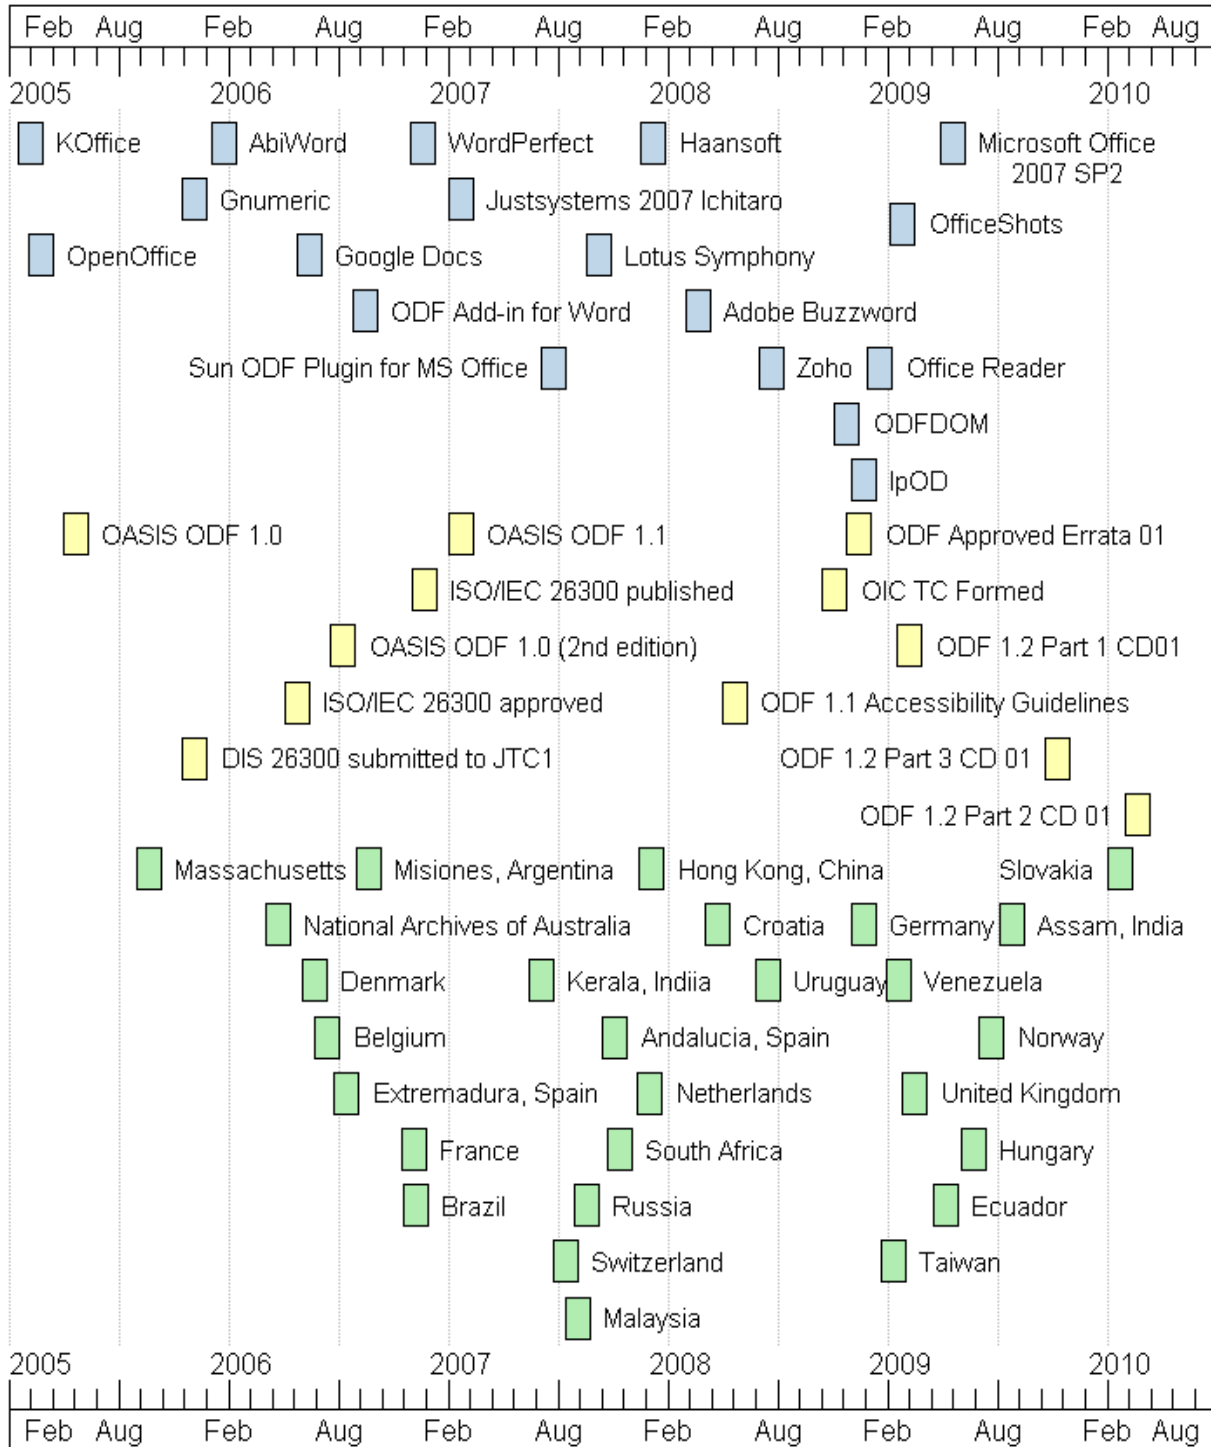 Feb Aug Feb Aug Feb Aug Feb Aug Feb Aug Feb Aug
2005 2006 2007 2008 2009 2010
KOffice AbiWord WordPerfect Haansoft Microsoft Office
2007 SP2
Gnumeric Justsystems 2007 Ichitaro
OfficeShots
OpenOffice Google Docs Lotus Symphony
ODF Add-in for Word Adobe Buzzword
Sun ODF Plugin for MS Office Zoho Office Reader
ODFDOM
IpOD
OASIS ODF 1.0 OASIS ODF 1.1 ODF Approved Errata 01
ISO/IEC 26300 published OIC TC Formed
OASIS ODF 1.0 (2nd edition) ODF 1.2 Part 1 CD01
ISO/IEC 26300 approved ODF 1.1 Accessibility Guidelines
DIS 26300 submitted to JTC1 ODF 1.2 Part 3 CD 01
ODF 1.2 Part 2 CD 01
Massachusetts Misiones, Argentina Hong Kong, China Slovakia
National Archives of Australia Croatia Germany Assam, India
Denmark Kerala, Indiia Uruguay Venezuela
Belgium Andalucia, Spain Norway
Extremadura, Spain Netherlands United Kingdom
France South Africa Hungary
Brazil Russia Ecuador
Switzerland Taiwan
Malaysia
2005 2006 2007 2008 2009 2010
Feb Aug Feb Aug Feb Aug Feb Aug Feb Aug Feb Aug